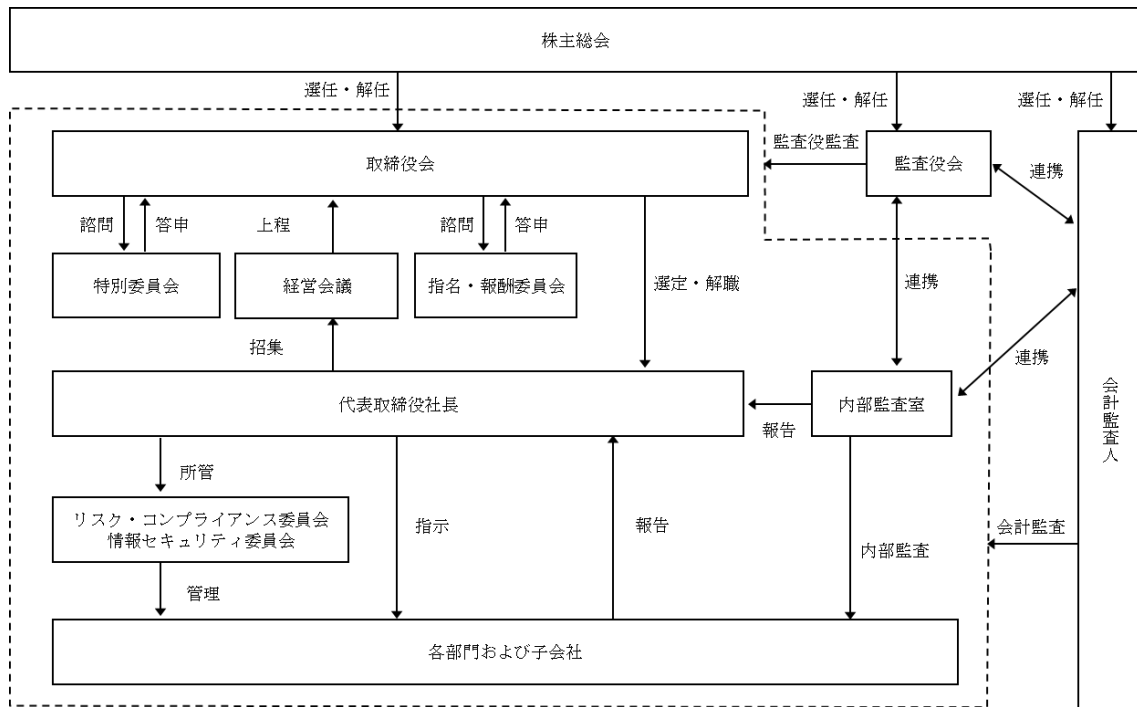 株主総会
選任・解任
選任・解任
選任・解任
取締役会
監査役監査
監査役会
連携
諮問
答申
上程
諮問
答申
特別委員会
経営会議
指名・報酬委員会
選定・解職
連携
招集
連携
代表取締役社長
報告
内部監査室
会計監査人
所管
リスク・コンプライアンス委員会
情報セキュリティ委員会
指示
報告
内部監査
会計監査
管理
各部門および子会社